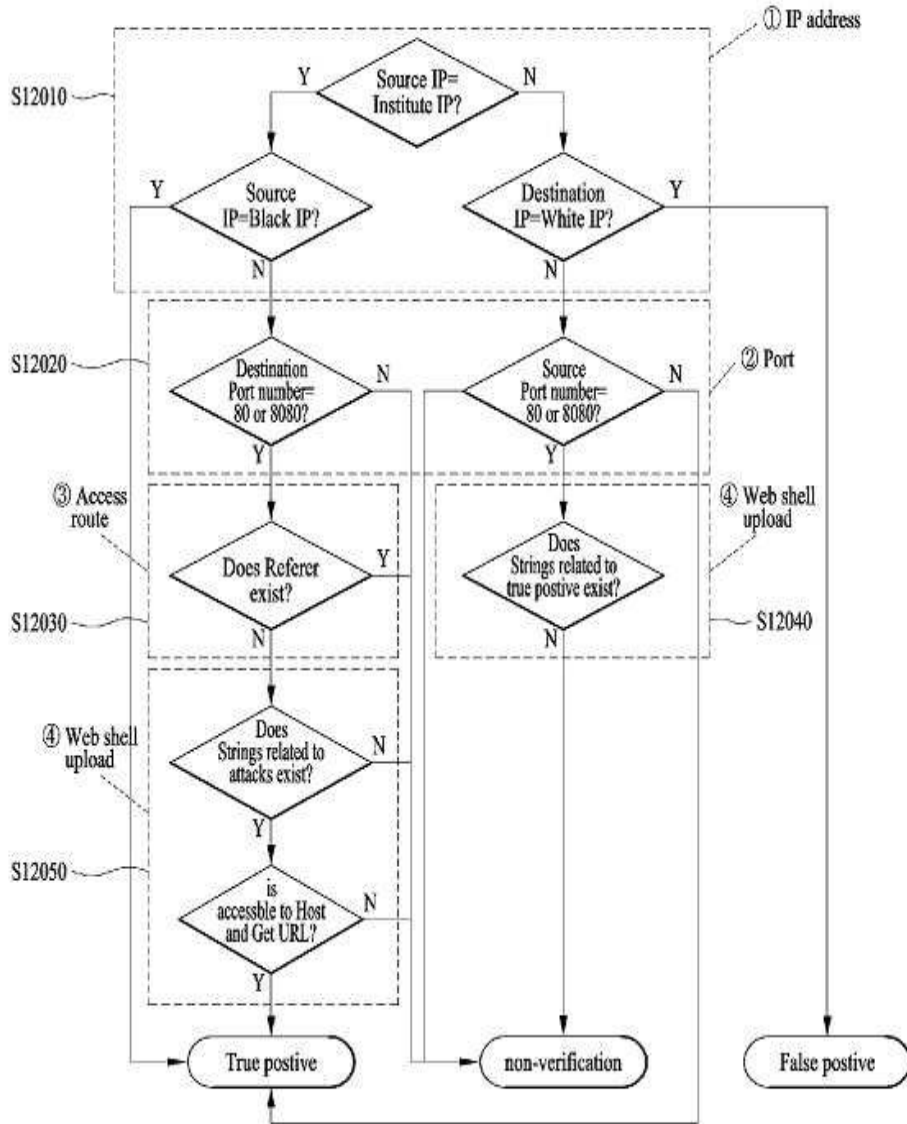 ① IP address
S12010
Y
N
Source IP=
Institute IP?
Y
Source
IP=Black IP?
N
Destination
IP=White IP?
Y
N
S12020
Destination
Port number=
80 or 8080?
N
Y
Source
Port number=
80 or 8080?
N
Y
② Port
③ Access
route
S12030
Does Referer
exist?
Y
N
④ Web shell
upload
Does
Strings related to
true postive exist?
N
S12040
④ Web shell
upload
S12050
Does
Strings related to
attacks exist?
N
Y
is
accessble to Host
and Get URL?
N
Y
True postive
non-verification
False postive